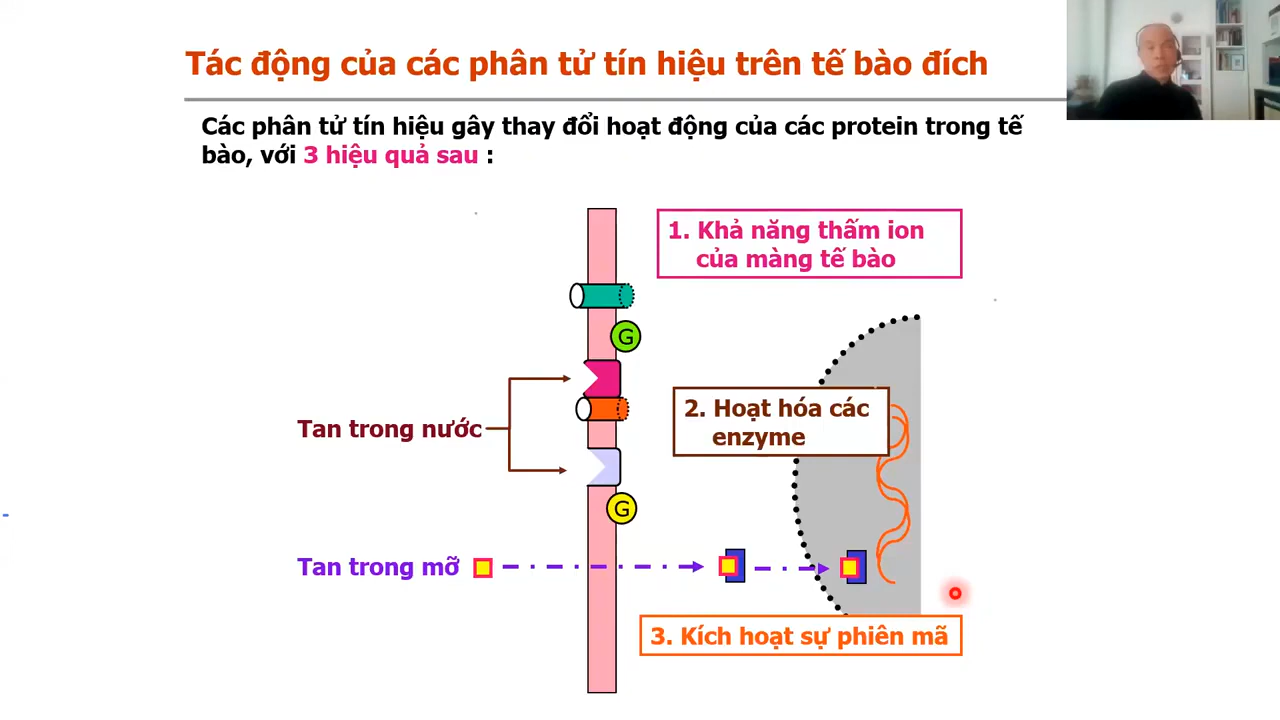 Tác động của các phân tử tín hiệu trên tế bào đích
Các phân tử tín hiệu gây thay đổi hoạt động của các protein trong tế
bào, với 3 hiệu quả sau :
1. Khả năng thấm ion
của màng tế bào
G
2. Hoạt hóa các
enzyme
Tan trong nước
G
Tan trong mỡ
3. Kích hoạt sự phiên mã